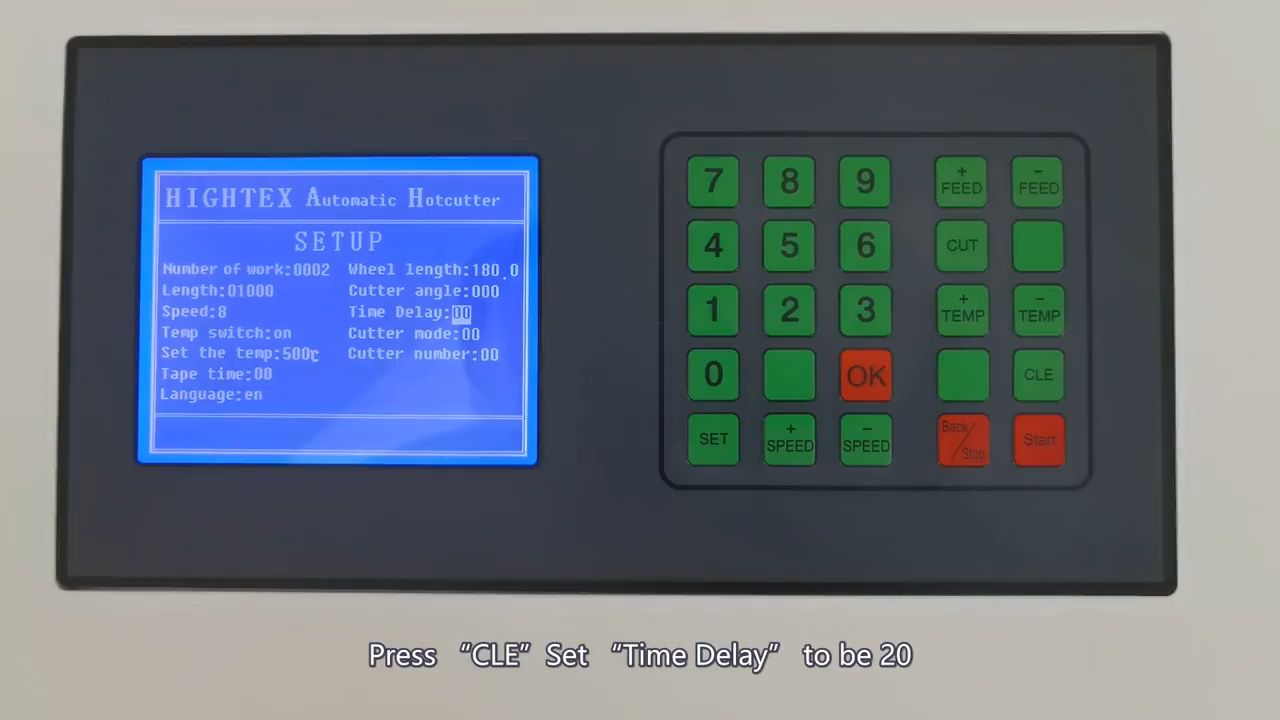 HIGHTEX Automatic Hotcutter
SETUP
Number of work:0002 Wheel length:180.0
Length:01000 Cutter angle:000
Speed:8 Time Delay:00
Temp switch:on Cutter mode:00
Set the temp:500℃ Cutter number:00
Tape time:00
Language:en
7 8 9 + FEED - FEED
4 5 6 CUT
1 2 3 + TEMP - TEMP
0 OK CLE
SET + SPEED - SPEED Back/Stop Start
Press “CLE” Set “Time Delay” to be 20